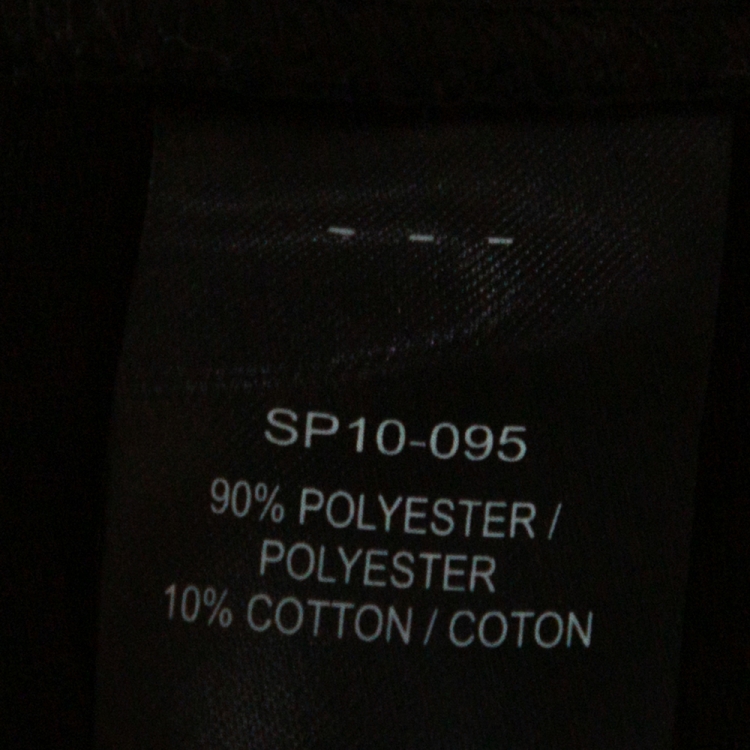 - - -
SP10-095
90% POLYESTER /
POLYESTER
10% COTTON / COTON